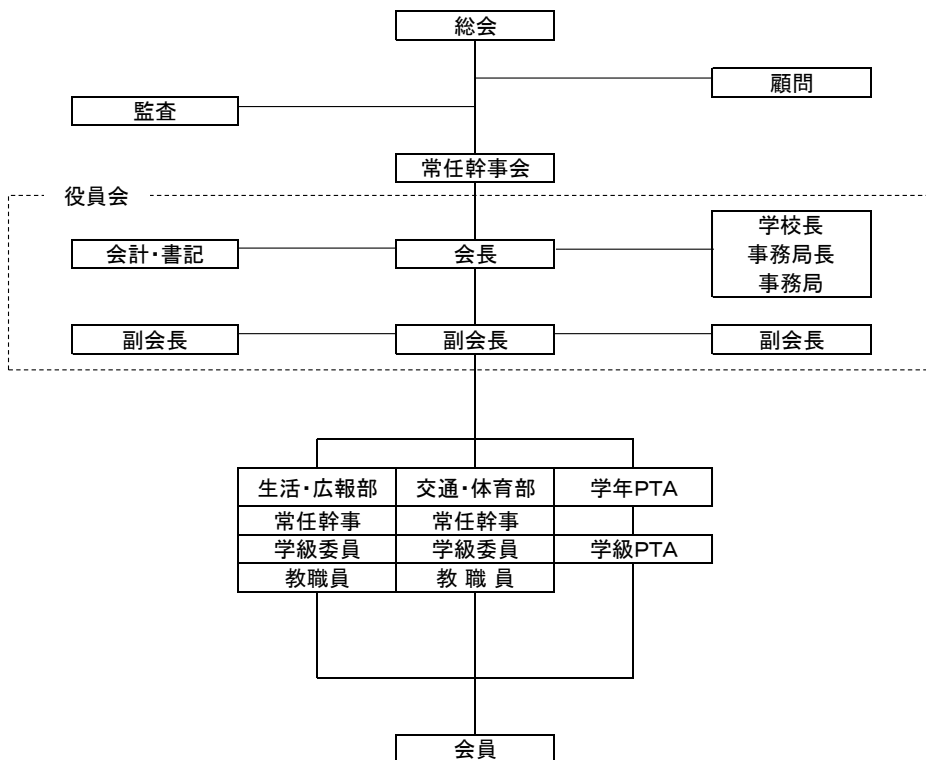 総会
顧問
監査
常任幹事会
役員会
会計・書記
会長
学校長
事務局長
事務局
副会長
副会長
副会長
生活・広報部
交通・体育部
学年PTA
常任幹事
常任幹事
学級委員
学級委員
学級PTA
教職員
教 職 員
会員